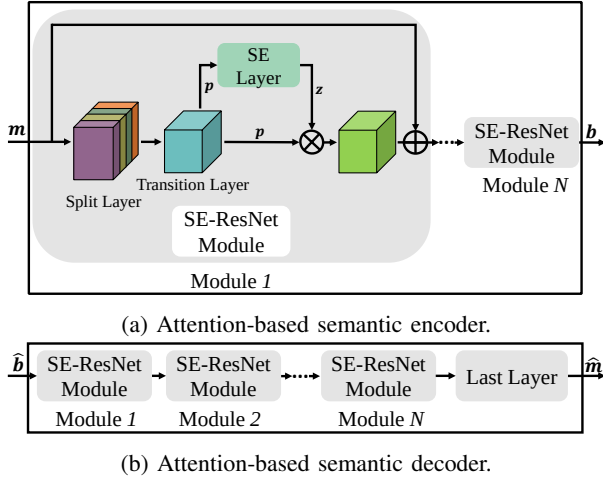 SE
Layer
p
z
m
p
b
SE-ResNet
Module
Module N
Split Layer
Transition Layer
SE-ResNet
Module
Module 1
(a) Attention-based semantic encoder.
b̂
SE-ResNet
Module
Module 1
SE-ResNet
Module
Module 2
SE-ResNet
Module
Module N
Last Layer
m̂
(b) Attention-based semantic decoder.